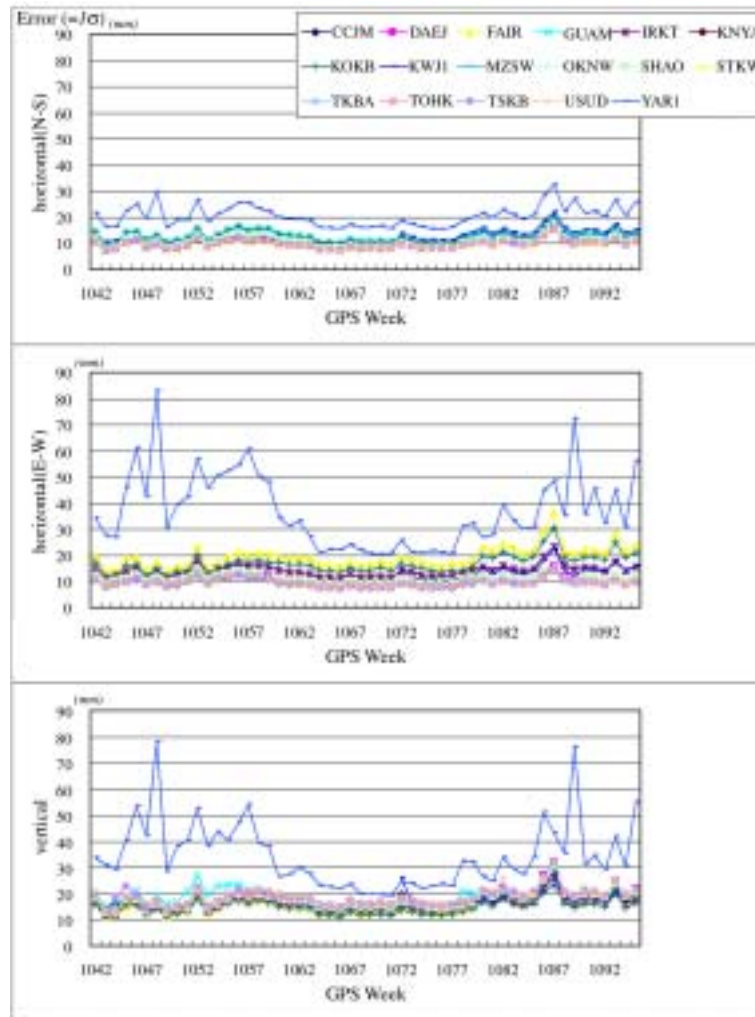 Error (=1σ) (mm)
CCJM DAEJ FAIR GUAM IRKT KNYA
KOKB KWJ1 MZSW OKNW SHAO STKW
TKBA TOHK TSKB USUD YAR1
horizontal(N-S)
90
80
70
60
50
40
30
20
10
0
1042 1047 1052 1057 1062 1067 1072 1077 1082 1087 1092
GPS Week
(mm)
horizontal(E-W)
90
80
70
60
50
40
30
20
10
0
1042 1047 1052 1057 1062 1067 1072 1077 1082 1087 1092
GPS Week
(mm)
vertical
90
80
70
60
50
40
30
20
10
0
1042 1047 1052 1057 1062 1067 1072 1077 1082 1087 1092
GPS Week